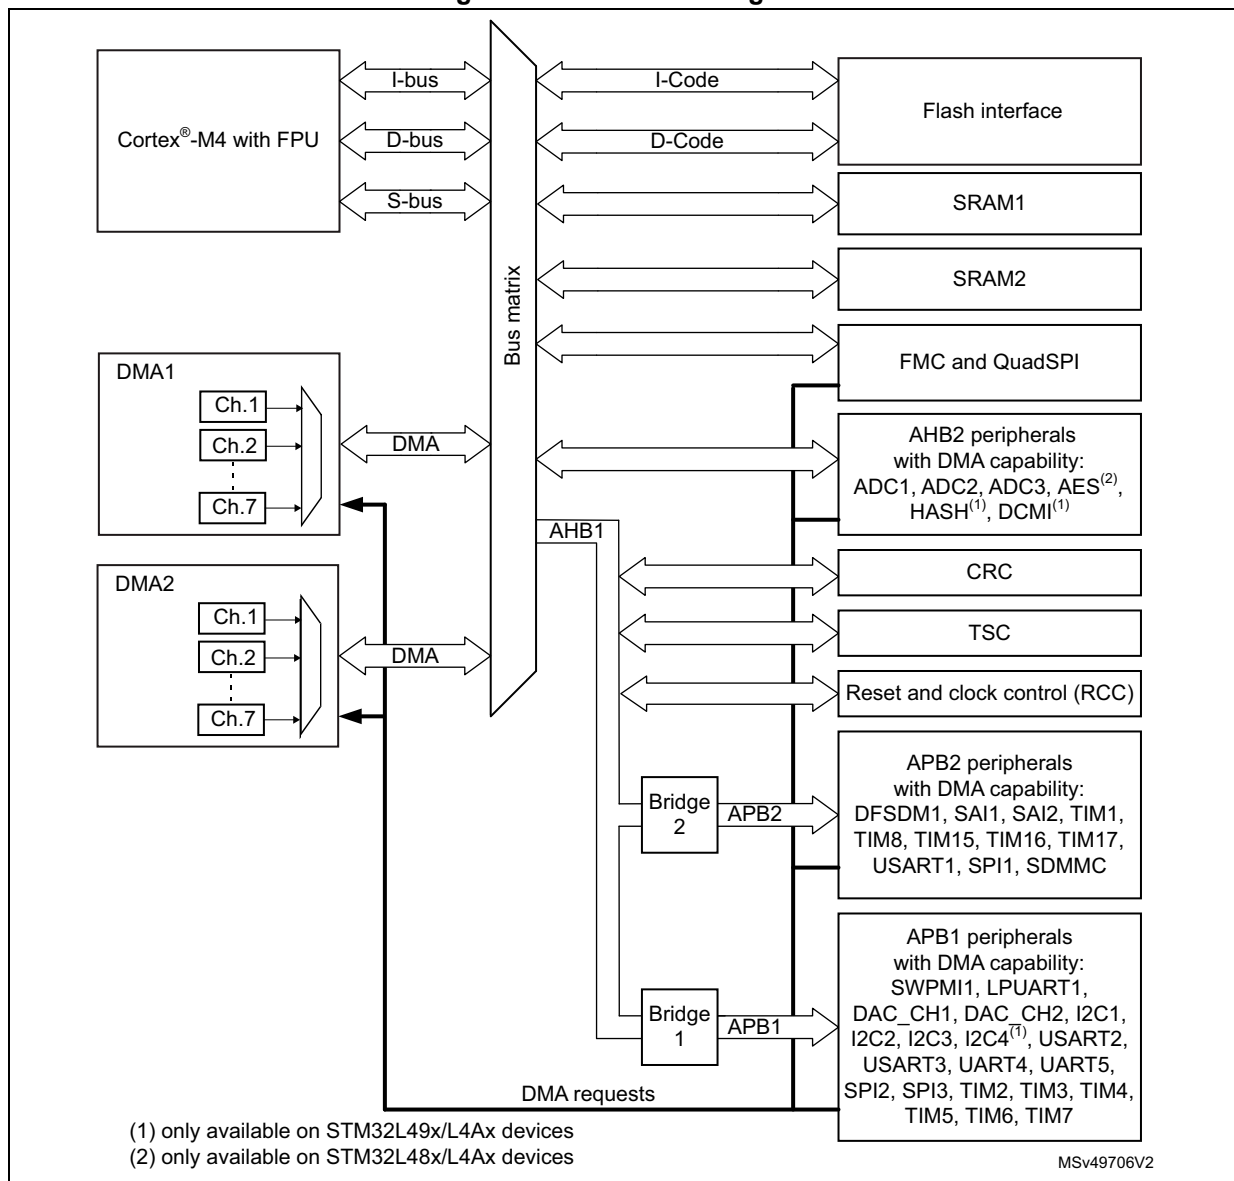 Cortex®-M4 with FPU
I-bus
D-bus
S-bus
Bus matrix
I-Code
D-Code
Flash interface
SRAM1
SRAM2
FMC and QuadSPI
DMA1
Ch.1
Ch.2
Ch.7
DMA
AHB2 peripherals
with DMA capability:
ADC1, ADC2, ADC3, AES(2),
HASH(1), DCMI(1)
AHB1
DMA2
Ch.1
Ch.2
Ch.7
DMA
CRC
TSC
Reset and clock control (RCC)
Bridge
2
APB2
APB2 peripherals
with DMA capability:
DFSDM1, SAI1, SAI2, TIM1,
TIM8, TIM15, TIM16, TIM17,
USART1, SPI1, SDMMC
Bridge
1
APB1
APB1 peripherals
with DMA capability:
SWPMI1, LPUART1,
DAC_CH1, DAC_CH2, I2C1,
I2C2, I2C3, I2C4(1), USART2,
USART3, UART4, UART5,
SPI2, SPI3, TIM2, TIM3, TIM4,
TIM5, TIM6, TIM7
DMA requests
(1) only available on STM32L49x/L4Ax devices
(2) only available on STM32L48x/L4Ax devices
MSv49706V2